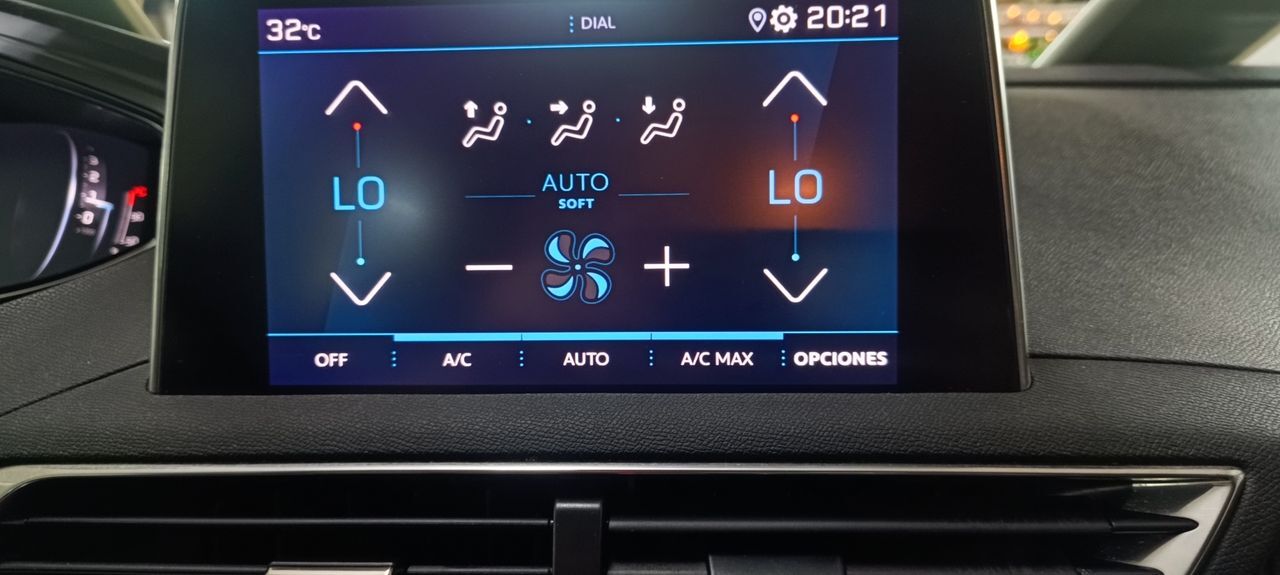 32°C DIAL 20:21
LO LO
AUTO
SOFT
OFF A/C AUTO A/C MAX OPCIONES